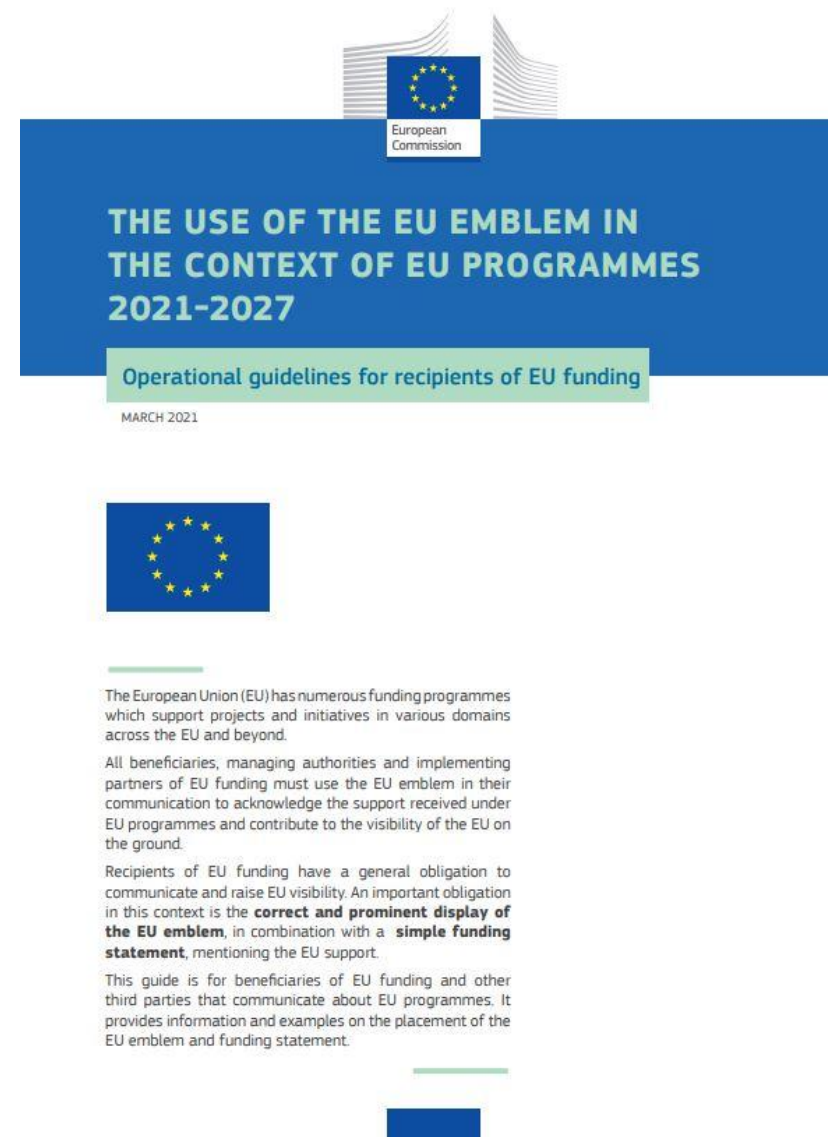 European
Commission
THE USE OF THE EU EMBLEM IN
THE CONTEXT OF EU PROGRAMMES
2021-2027
Operational guidelines for recipients of EU funding
MARCH 2021
The European Union (EU) has numerous funding programmes
which support projects and initiatives in various domains
across the EU and beyond.
All beneficiaries, managing authorities and implementing
partners of EU funding must use the EU emblem in their
communication to acknowledge the support received under
EU programmes and contribute to the visibility of the EU on
the ground.
Recipients of EU funding have a general obligation to
communicate and raise EU visibility. An important obligation
in this context is the correct and prominent display of
the EU emblem, in combination with a simple funding
statement, mentioning the EU support.
This guide is for beneficiaries of EU funding and other
third parties that communicate about EU programmes. It
provides information and examples on the placement of the
EU emblem and funding statement.